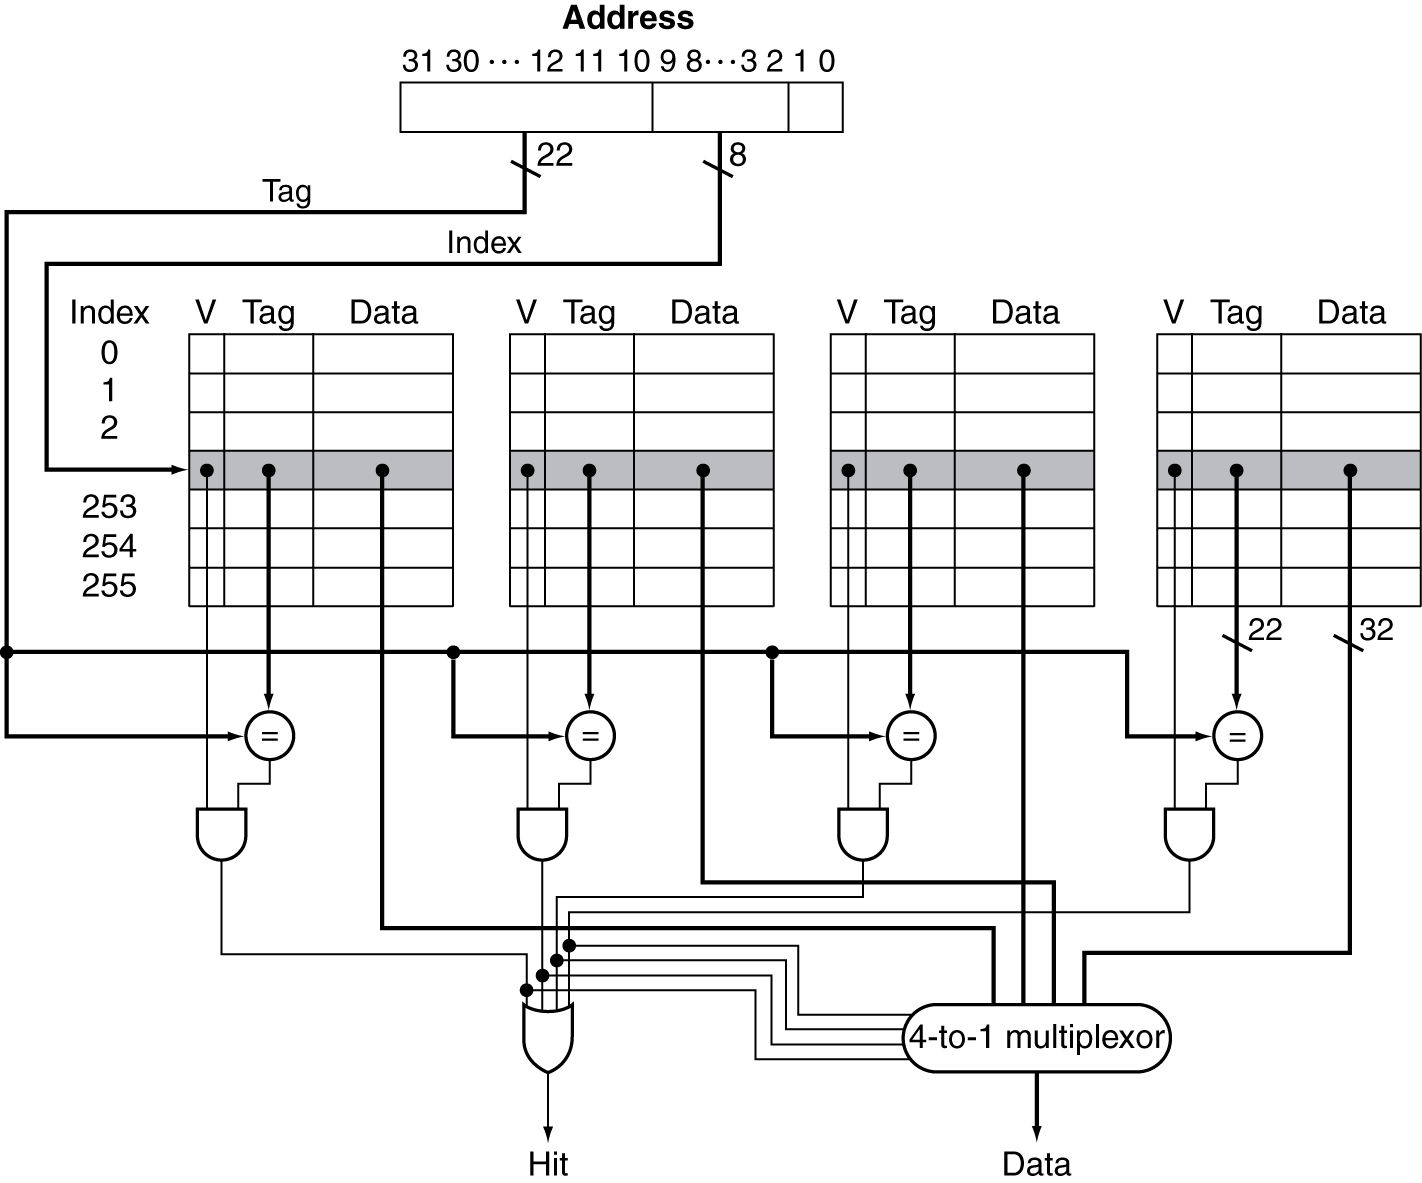 Address
31 30 ··· 12 11 10 9 8···3 2 1 0
22
8
Tag
Index
Index V Tag Data V Tag Data V Tag Data V Tag Data
0
1
2
253
254
255
22 32
= = = =
4-to-1 multiplexor
Hit Data